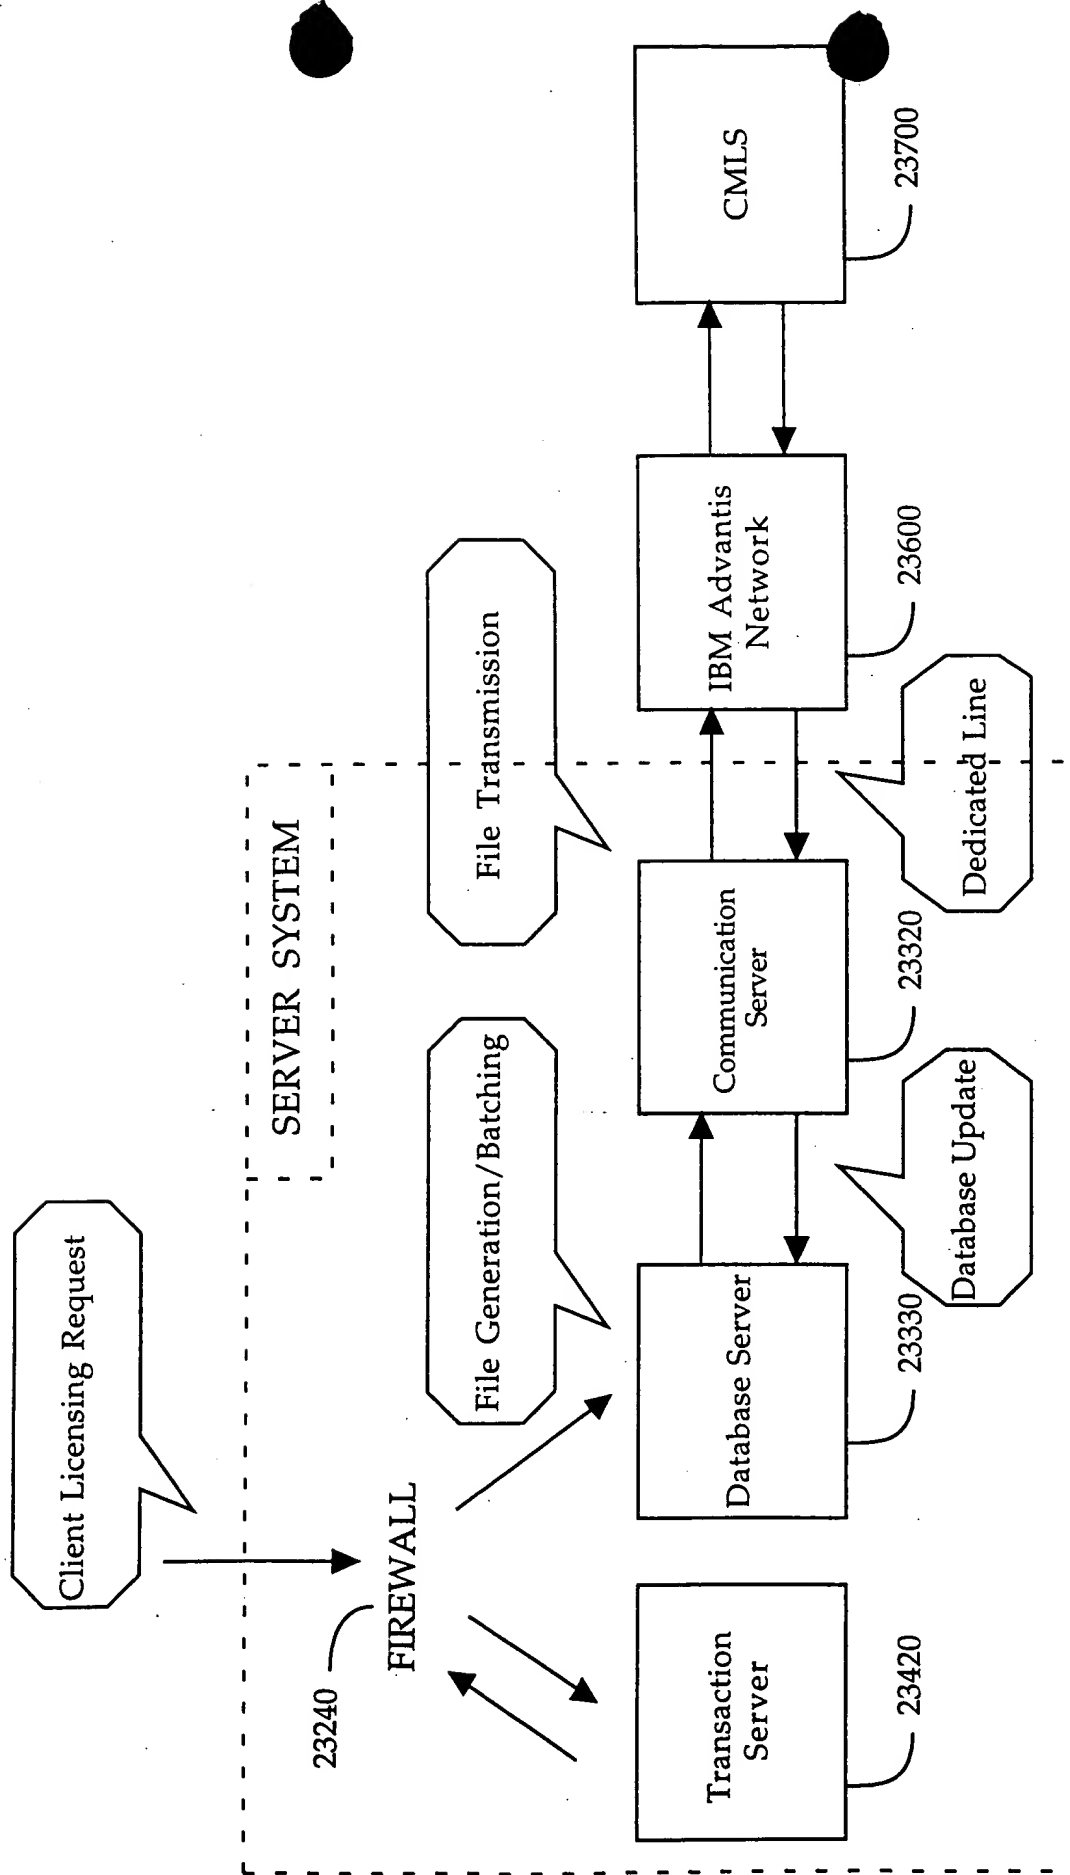 Client Licensing Request
SERVER SYSTEM
23240
FIREWALL
File Generation/Batching
File Transmission
Transaction
Server
23420
Database Server
23330
Database Update
Communication
Server
23320
Dedicated Line
IBM Advantis
Network
23600
CMLS
23700